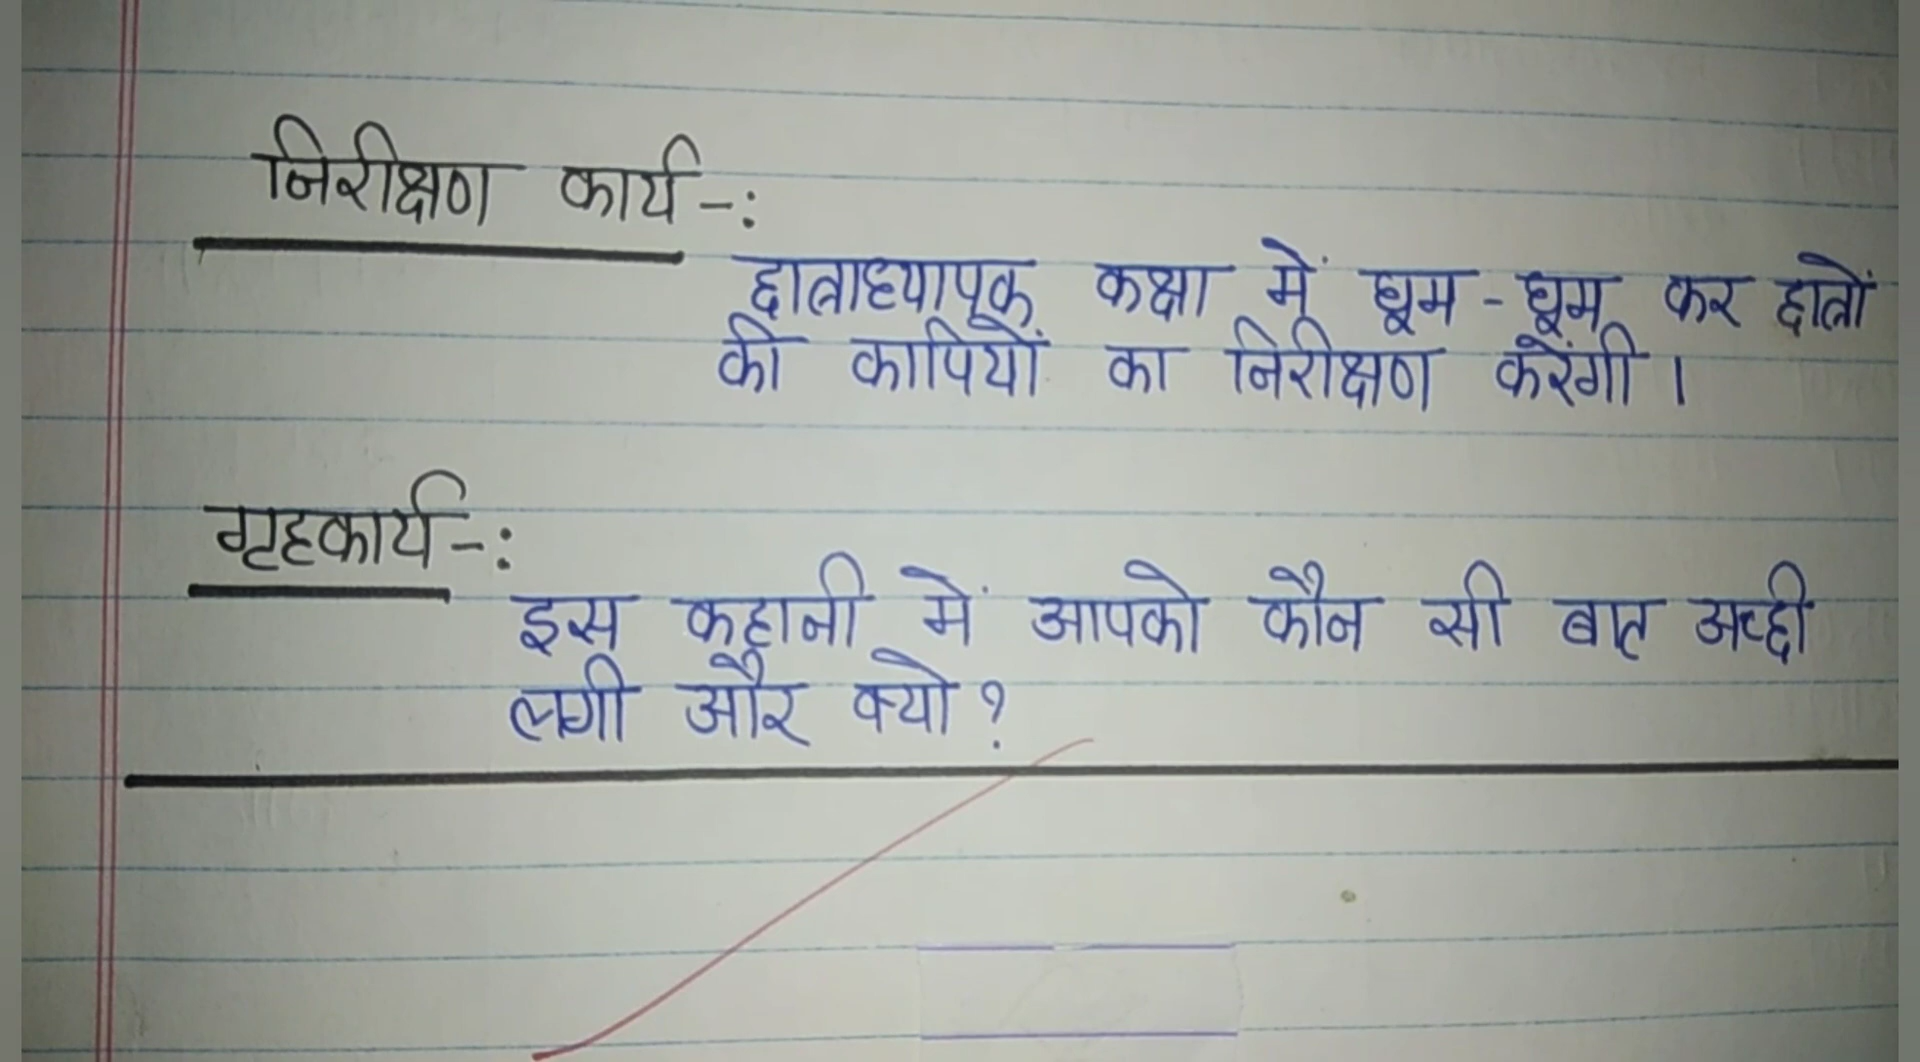 निरीक्षण कार्य -:
छात्राध्यापक कक्षा में घूम - घूम कर छात्रों
की कापियों का निरीक्षण करेंगी ।
गृहकार्य -:
इस कहानी में आपको कौन सी बात अच्छी
लगी और क्यो ?